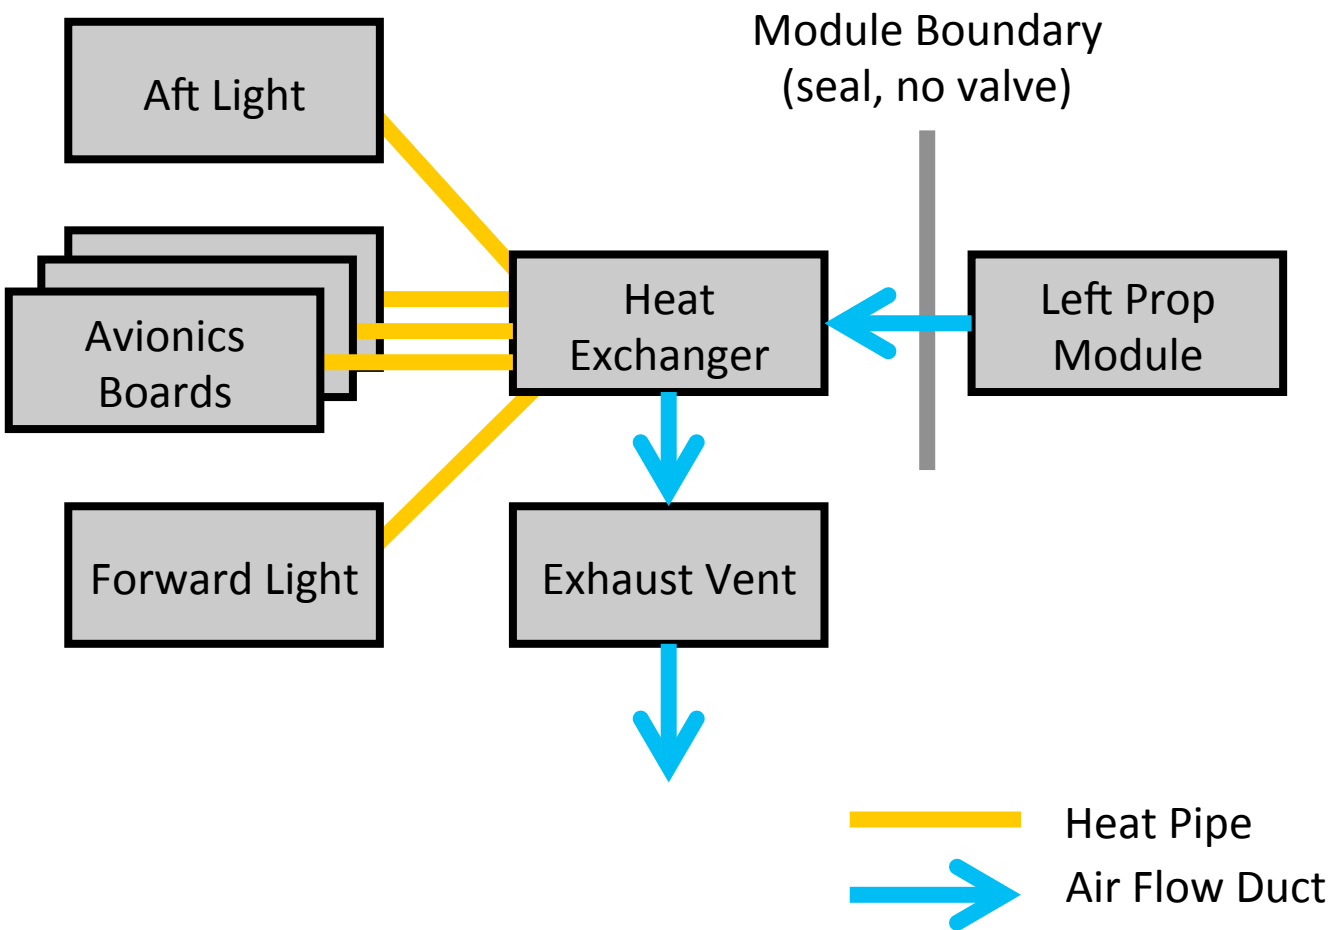 Module Boundary
(seal, no valve)
Aft Light
Heat
Exchanger
Left Prop
Module
Avionics
Boards
Forward Light
Exhaust Vent
Heat Pipe
Air Flow Duct